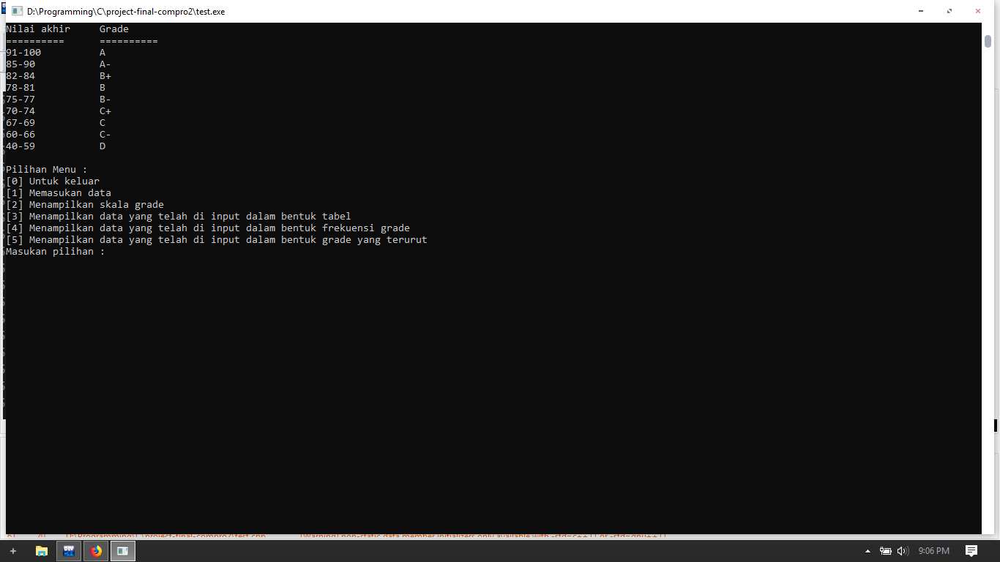 D:\Programming\C\project-final-compro2\test.exe
Nilai akhir Grade
========== ==========
91-100 A
85-90 A-
82-84 B+
78-81 B
75-77 B-
70-74 C+
67-69 C
60-66 C-
40-59 D
Pilihan Menu :
[0] Untuk keluar
[1] Memasukan data
[2] Menampilkan skala grade
[3] Menampilkan data yang telah di input dalam bentuk tabel
[4] Menampilkan data yang telah di input dalam bentuk frekuensi grade
[5] Menampilkan data yang telah di input dalam bentuk grade yang terurut
Masukan pilihan :
D:\Programming\C\project-final-compro2\test.cpp [Warning] non-static data member initializers only available with -std=c++11 or -std=gnu++11
DEV
9:06 PM